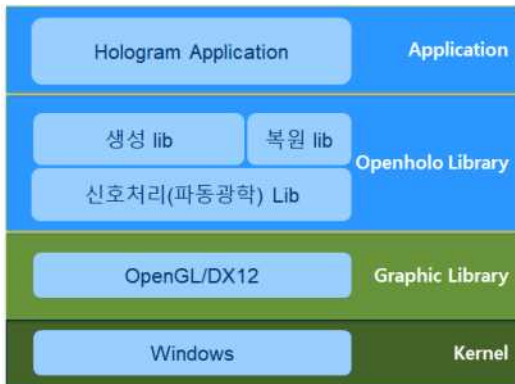 Hologram Application
Application
생성 lib
복원 lib
Openholo Library
신호처리(파동광학) Lib
OpenGL/DX12
Graphic Library
Windows
Kernel